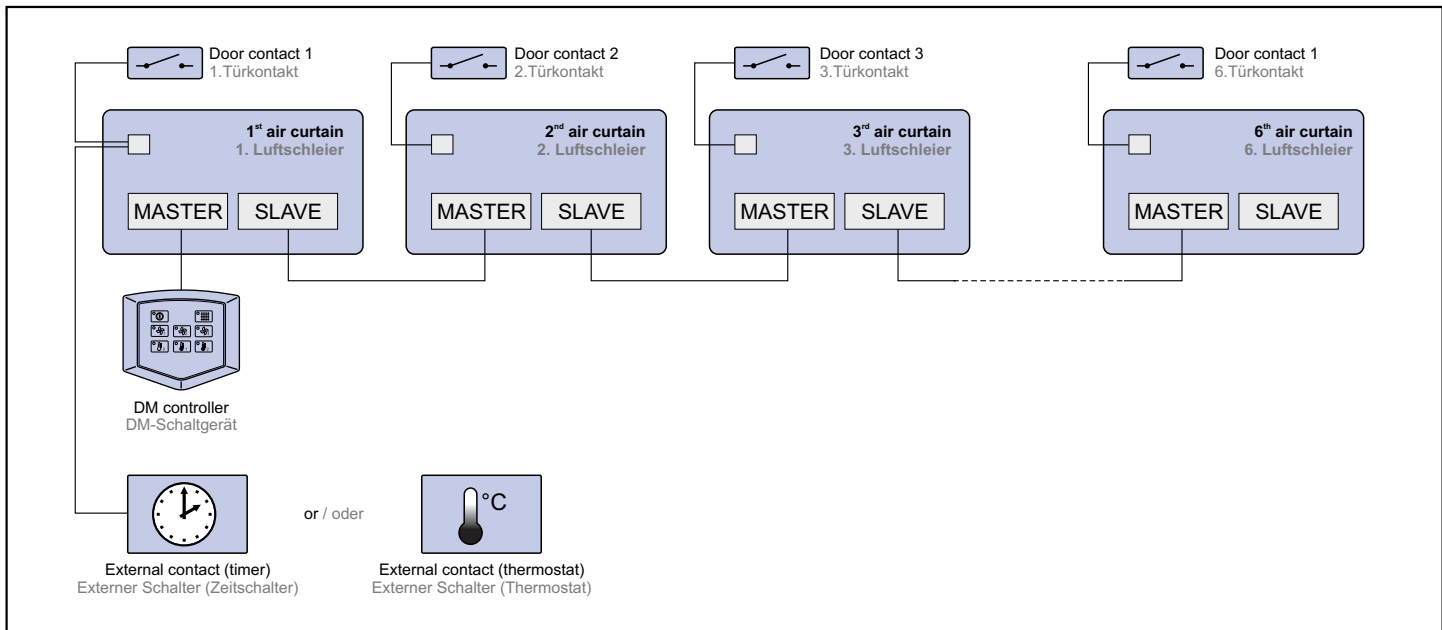 Door contact 1
1.Türkontakt
Door contact 2
2.Türkontakt
Door contact 3
3.Türkontakt
Door contact 1
6.Türkontakt
1st air curtain
1. Luftschleier
2nd air curtain
2. Luftschleier
3rd air curtain
3. Luftschleier
6th air curtain
6. Luftschleier
MASTER
SLAVE
MASTER
SLAVE
MASTER
SLAVE
MASTER
SLAVE
DM controller
DM-Schaltgerät
or / oder
°C
External contact (timer)
Externer Schalter (Zeitschalter)
External contact (thermostat)
Externer Schalter (Thermostat)